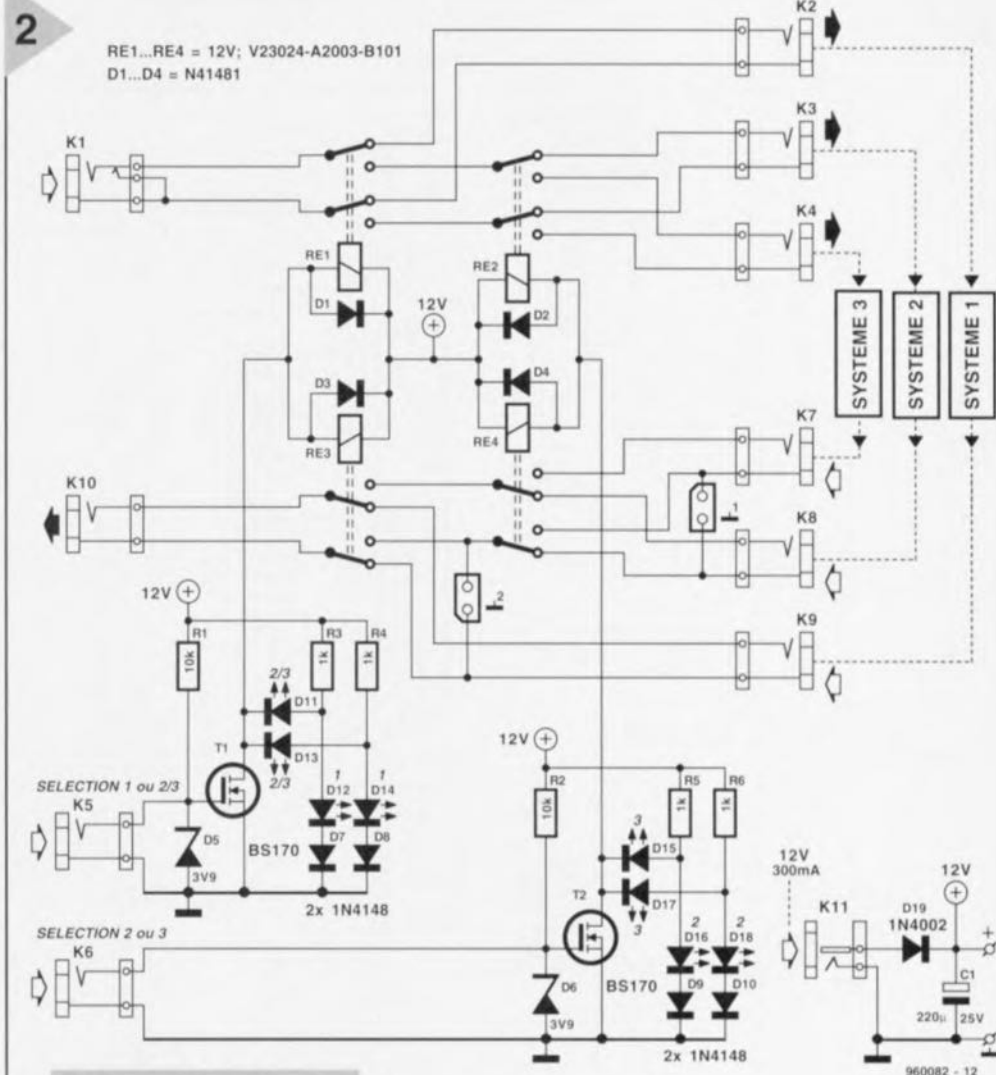 2
RE1...RE4 = 12V; V23024-A2003-B101
D1...D4 = N41481
K2
K3
K1
K4
RE1
RE2
D1
12V
D2
D3
D4
RE3
RE4
SYSTEME 3
SYSTEME 2
SYSTEME 1
K7
1
K10
K8
2
K9
12V
R1
10k
R3
1k
R4
1k
2/3
D11
D13
2/3
T1
12V
R2
10k
R5
1k
R6
1k
SELECTION 1 ou 2/3
K5
1
D12
1
D14
D5
3V9
BS170
D7
D8
2x 1N4148
3
D15
D17
3
T2
12V
300mA
12V
K11
D19
1N4002
+
SELECTION 2 ou 3
K6
2
D16
2
D18
D6
3V9
BS170
D9
D10
2x 1N4148
C1
220µ
25V
960082 - 12